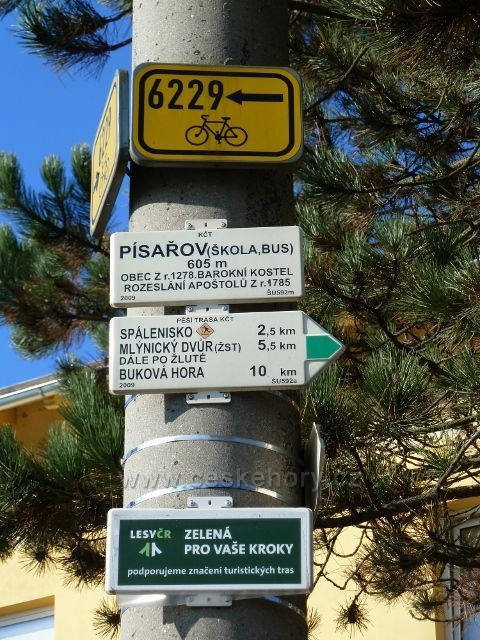 6229
KČT
PÍSAŘOV(ŠKOLA,BUS)
605 m
OBEC Z r.1278.BAROKNÍ KOSTEL
ROZESLÁNÍ APOŠTOLŮ Z r.1785
2009 ŠU592m
PĚŠÍ TRASA KČT
SPÁLENISKO 2,5 km
MLÝNICKÝ DVŮR(ŽST) 5,5 km
DÁLE PO ŽLUTÉ
BUKOVÁ HORA 10 km
2009 ŠU592a
www.ceskehory.cz
LESYČR ZELENÁ
PRO VAŠE KROKY
podporujeme značení turistických tras